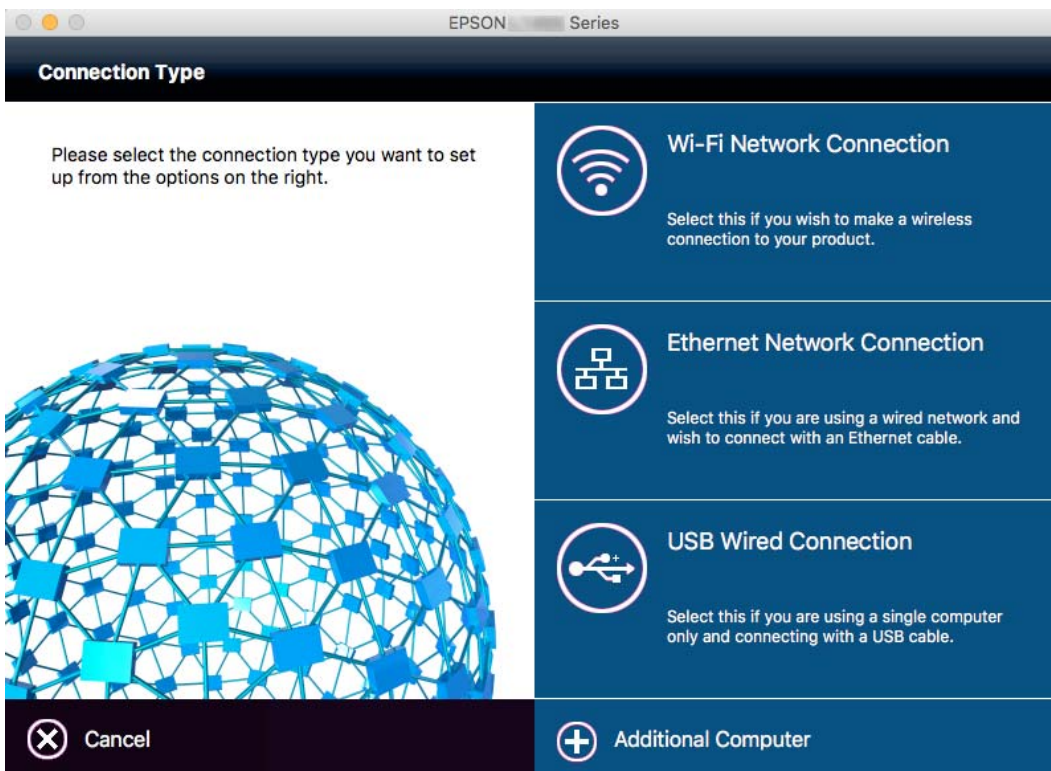 EPSON Series
Connection Type
Please select the connection type you want to set
up from the options on the right.
Wi-Fi Network Connection
Select this if you wish to make a wireless
connection to your product.
Ethernet Network Connection
Select this if you are using a wired network and
wish to connect with an Ethernet cable.
USB Wired Connection
Select this if you are using a single computer
only and connecting with a USB cable.
Cancel
Additional Computer